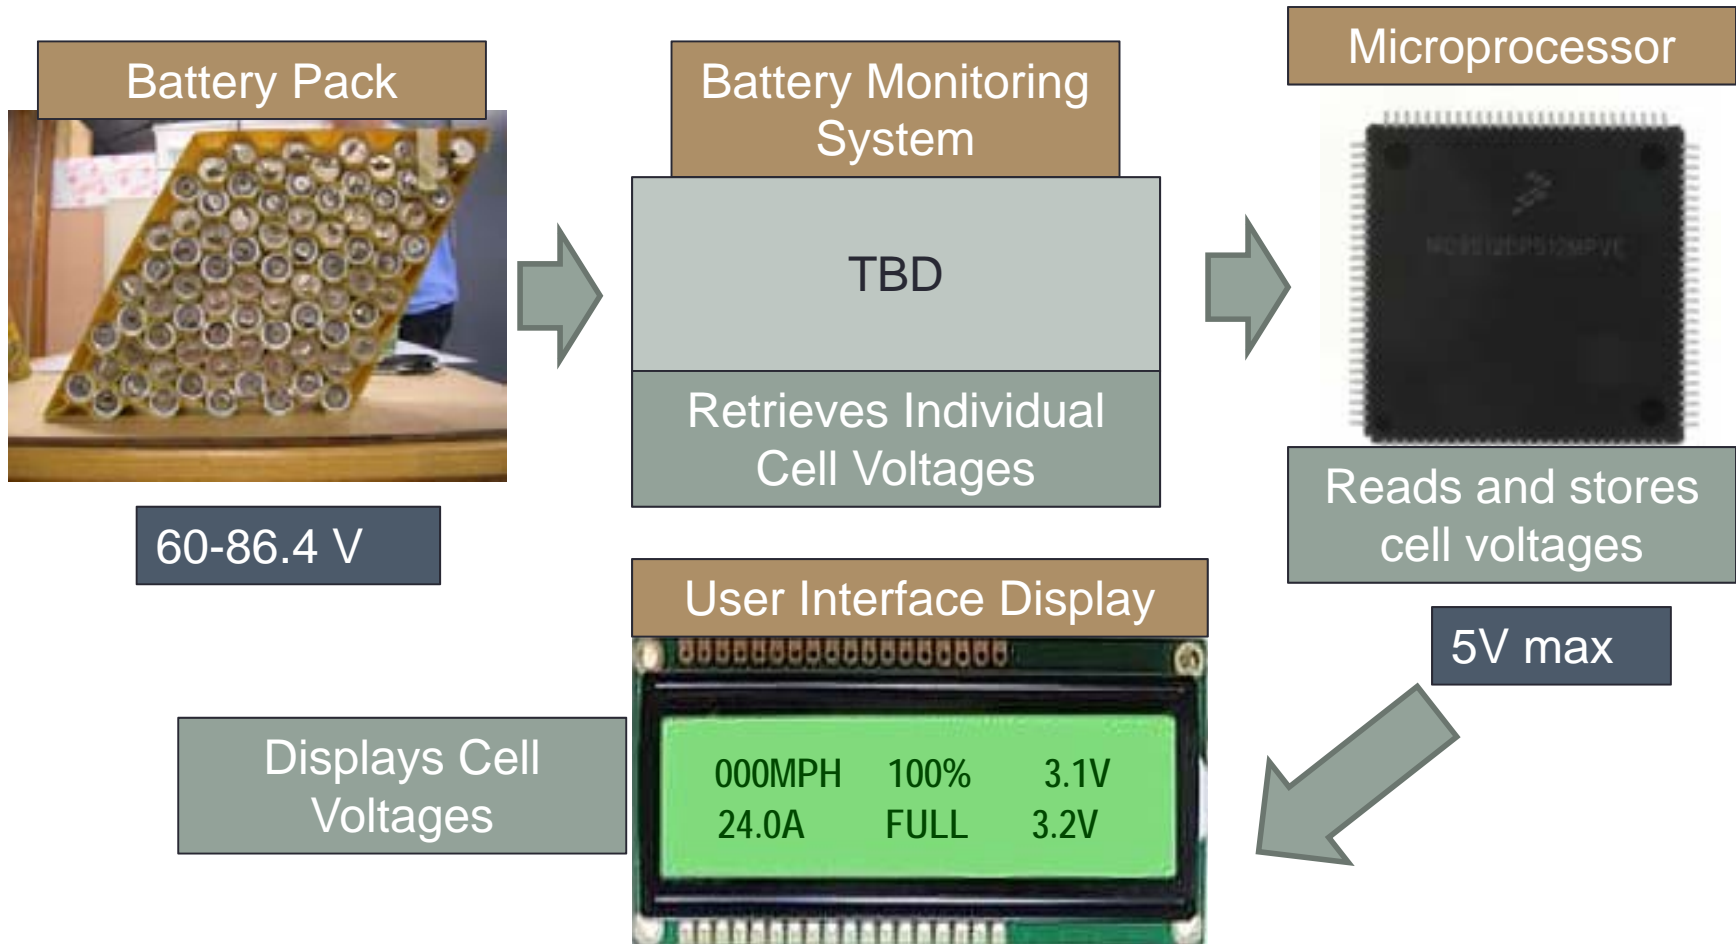 Battery Pack
60-86.4 V
Battery Monitoring
System
TBD
Retrieves Individual
Cell Voltages
Microprocessor
Reads and stores
cell voltages
5V max
User Interface Display
000MPH 100% 3.1V
24.0A FULL 3.2V
Displays Cell
Voltages